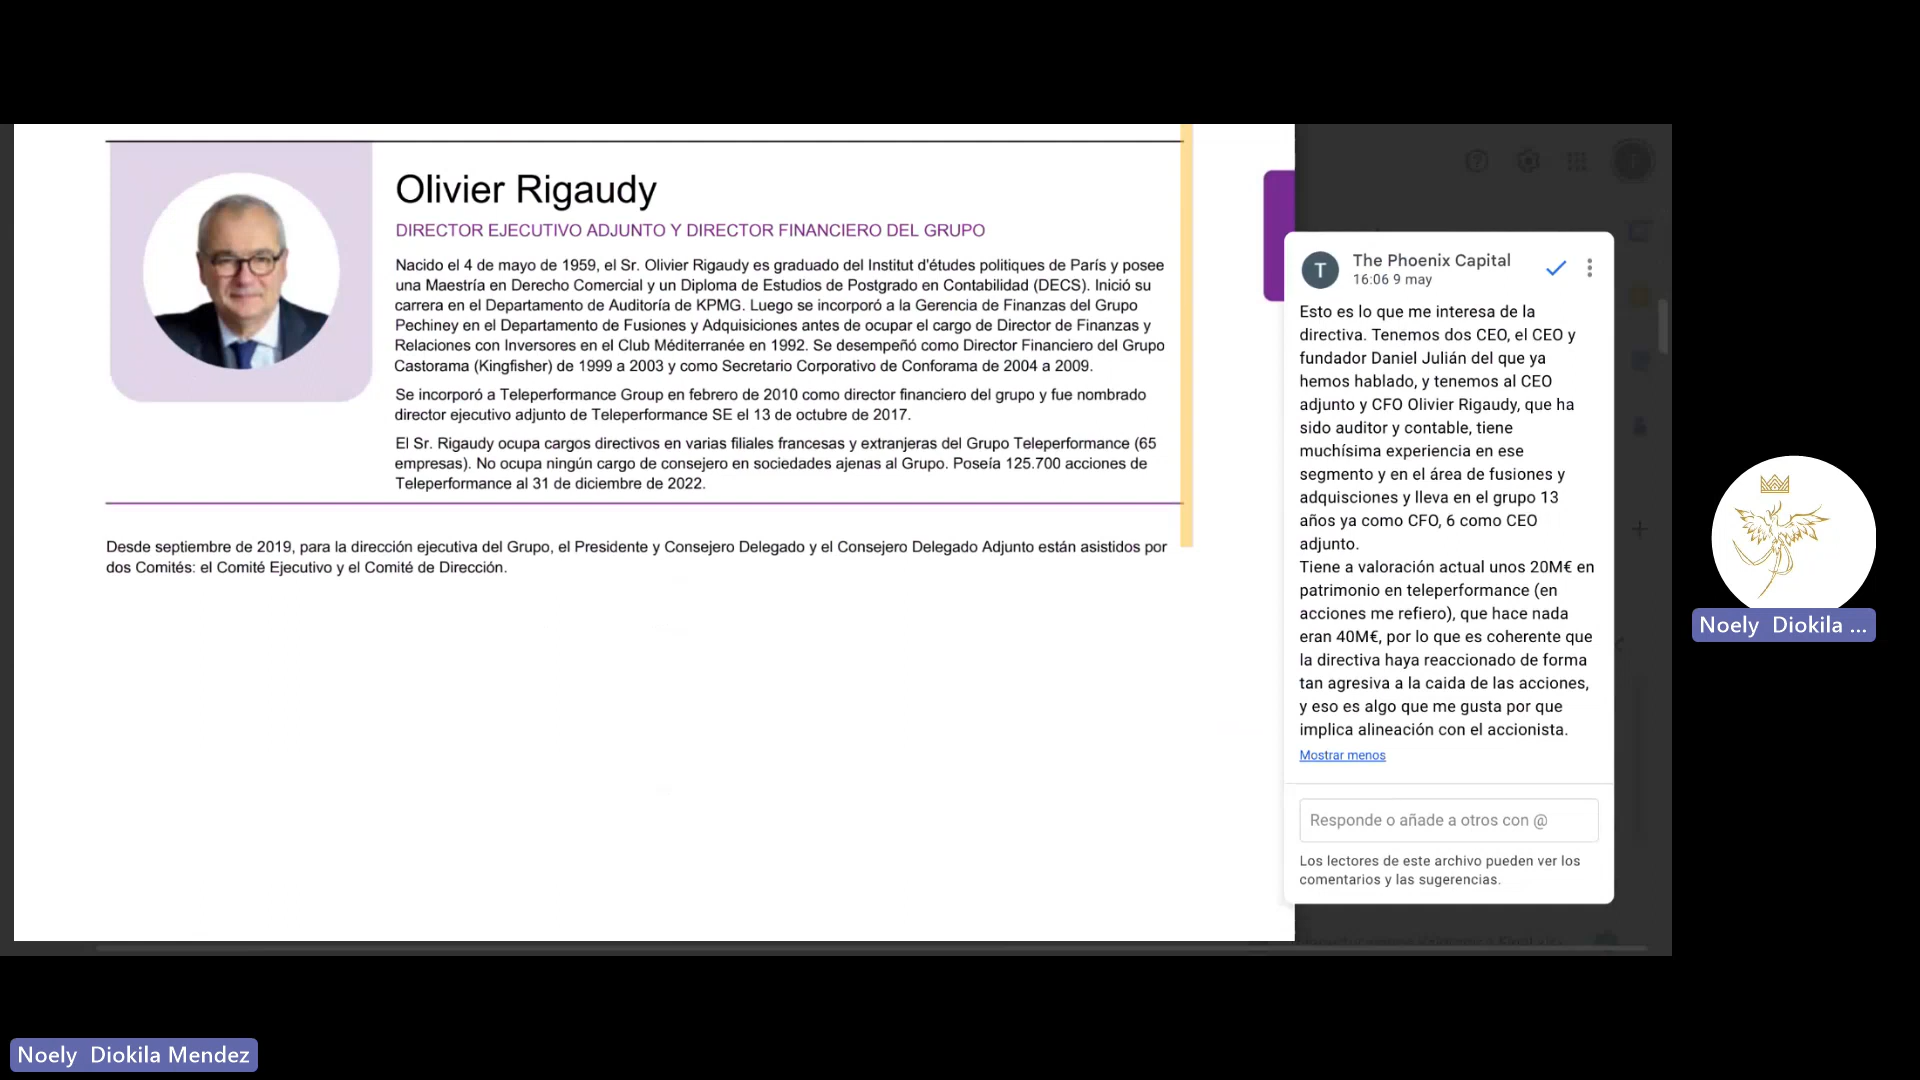 Olivier Rigaudy
DIRECTOR EJECUTIVO ADJUNTO Y DIRECTOR FINANCIERO DEL GRUPO
Nacido el 4 de mayo de 1959, el Sr. Olivier Rigaudy es graduado del Institut d'études politiques de París y posee
una Maestría en Derecho Comercial y un Diploma de Estudios de Postgrado en Contabilidad (DECS). Inició su
carrera en el Departamento de Auditoría de KPMG. Luego se incorporó a la Gerencia de Finanzas del Grupo
Pechiney en el Departamento de Fusiones y Adquisiciones antes de ocupar el cargo de Director de Finanzas y
Relaciones con Inversores en el Club Méditerranée en 1992. Se desempeñó como Director Financiero del Grupo
Castorama (Kingfisher) de 1999 a 2003 y como Secretario Corporativo de Conforama de 2004 a 2009.
Se incorporó a Teleperformance Group en febrero de 2010 como director financiero del grupo y fue nombrado
director ejecutivo adjunto de Teleperformance SE el 13 de octubre de 2017.
El Sr. Rigaudy ocupa cargos directivos en varias filiales francesas y extranjeras del Grupo Teleperformance (65
empresas). No ocupa ningún cargo de consejero en sociedades ajenas al Grupo. Poseía 125.700 acciones de
Teleperformance al 31 de diciembre de 2022.
Desde septiembre de 2019, para la dirección ejecutiva del Grupo, el Presidente y Consejero Delegado y el Consejero Delegado Adjunto están asistidos por
dos Comités: el Comité Ejecutivo y el Comité de Dirección.
T
The Phoenix Capital
16:06 9 may
Esto es lo que me interesa de la
directiva. Tenemos dos CEO, el CEO y
fundador Daniel Julián del que ya
hemos hablado, y tenemos al CEO
adjunto y CFO Olivier Rigaudy, que ha
sido auditor y contable, tiene
muchísima experiencia en ese
segmento y en el área de fusiones y
adquisciones y lleva en el grupo 13
años ya como CFO, 6 como CEO
adjunto.
Tiene a valoración actual unos 20M€ en
patrimonio en teleperformance (en
acciones me refiero), que hace nada
eran 40M€, por lo que es coherente que
la directiva haya reaccionado de forma
tan agresiva a la caida de las acciones,
y eso es algo que me gusta por que
implica alineación con el accionista.
Mostrar menos
Responde o añade a otros con @
Los lectores de este archivo pueden ver los
comentarios y las sugerencias.
Noely Diokila ...
Noely Diokila Mendez